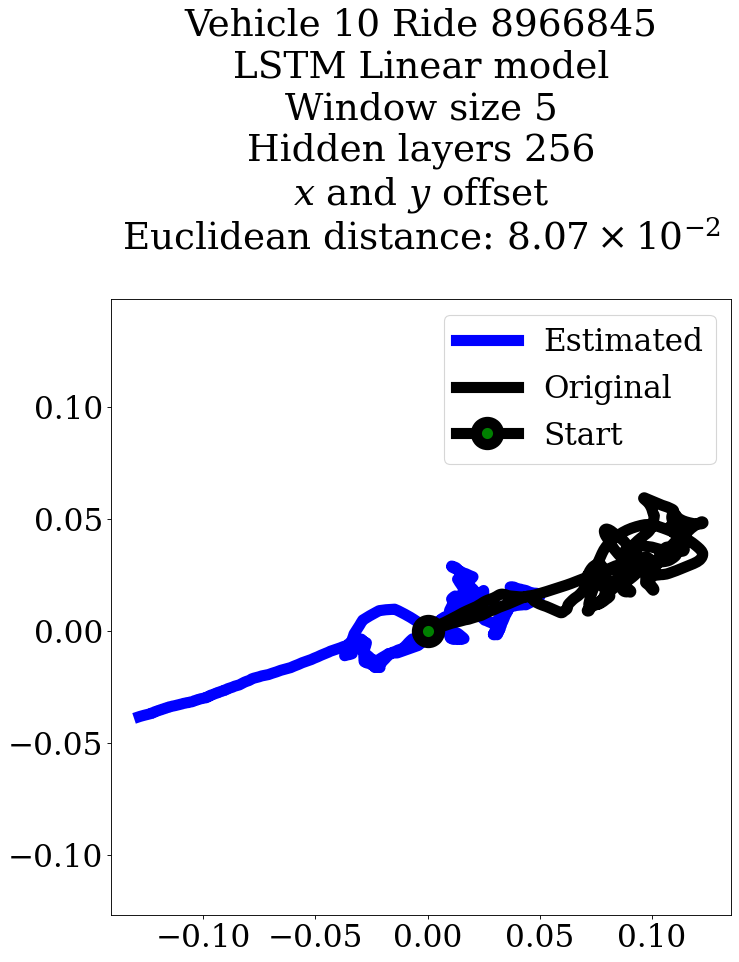 Vehicle 10 Ride 8966845
LSTM Linear model
Window size 5
Hidden layers 256
x and y offset
Euclidean distance: 8.07 × 10⁻²
Estimated
Original
Start
0.10
0.05
0.00
−0.05
−0.10
−0.10 −0.05 0.00 0.05 0.10